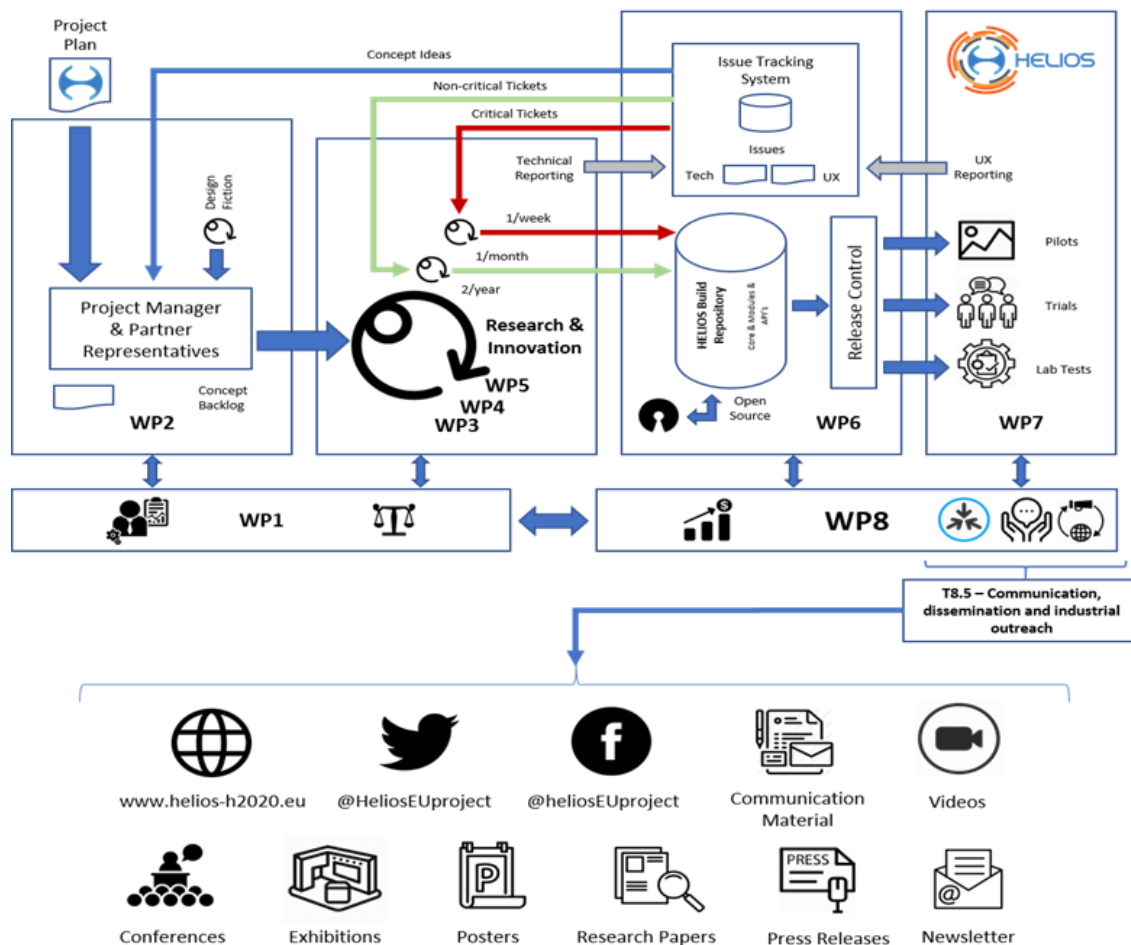 Project
Plan
Concept Ideas
Non-critical Tickets
Critical Tickets
Issue Tracking
System
Issues
Tech
UX
HELIOS
Technical
Reporting
UX
Reporting
Design
Fiction
1/week
1/month
2/year
Project Manager
& Partner
Representatives
Concept
Backlog
WP2
Research &
Innovation
WP5
WP4
WP3
HELIOS Build
Repository
Core & Modules &
API's
Release Control
Open
Source
WP6
Pilots
Trials
Lab Tests
WP7
WP1
$
WP8
T8.5 – Communication,
dissemination and industrial
outreach
www.helios-h2020.eu
@HeliosEUproject
f
@heliosEUproject
Communication
Material
Videos
Conferences
Exhibitions
P
Posters
Research Papers
PRESS
Press Releases
@
Newsletter